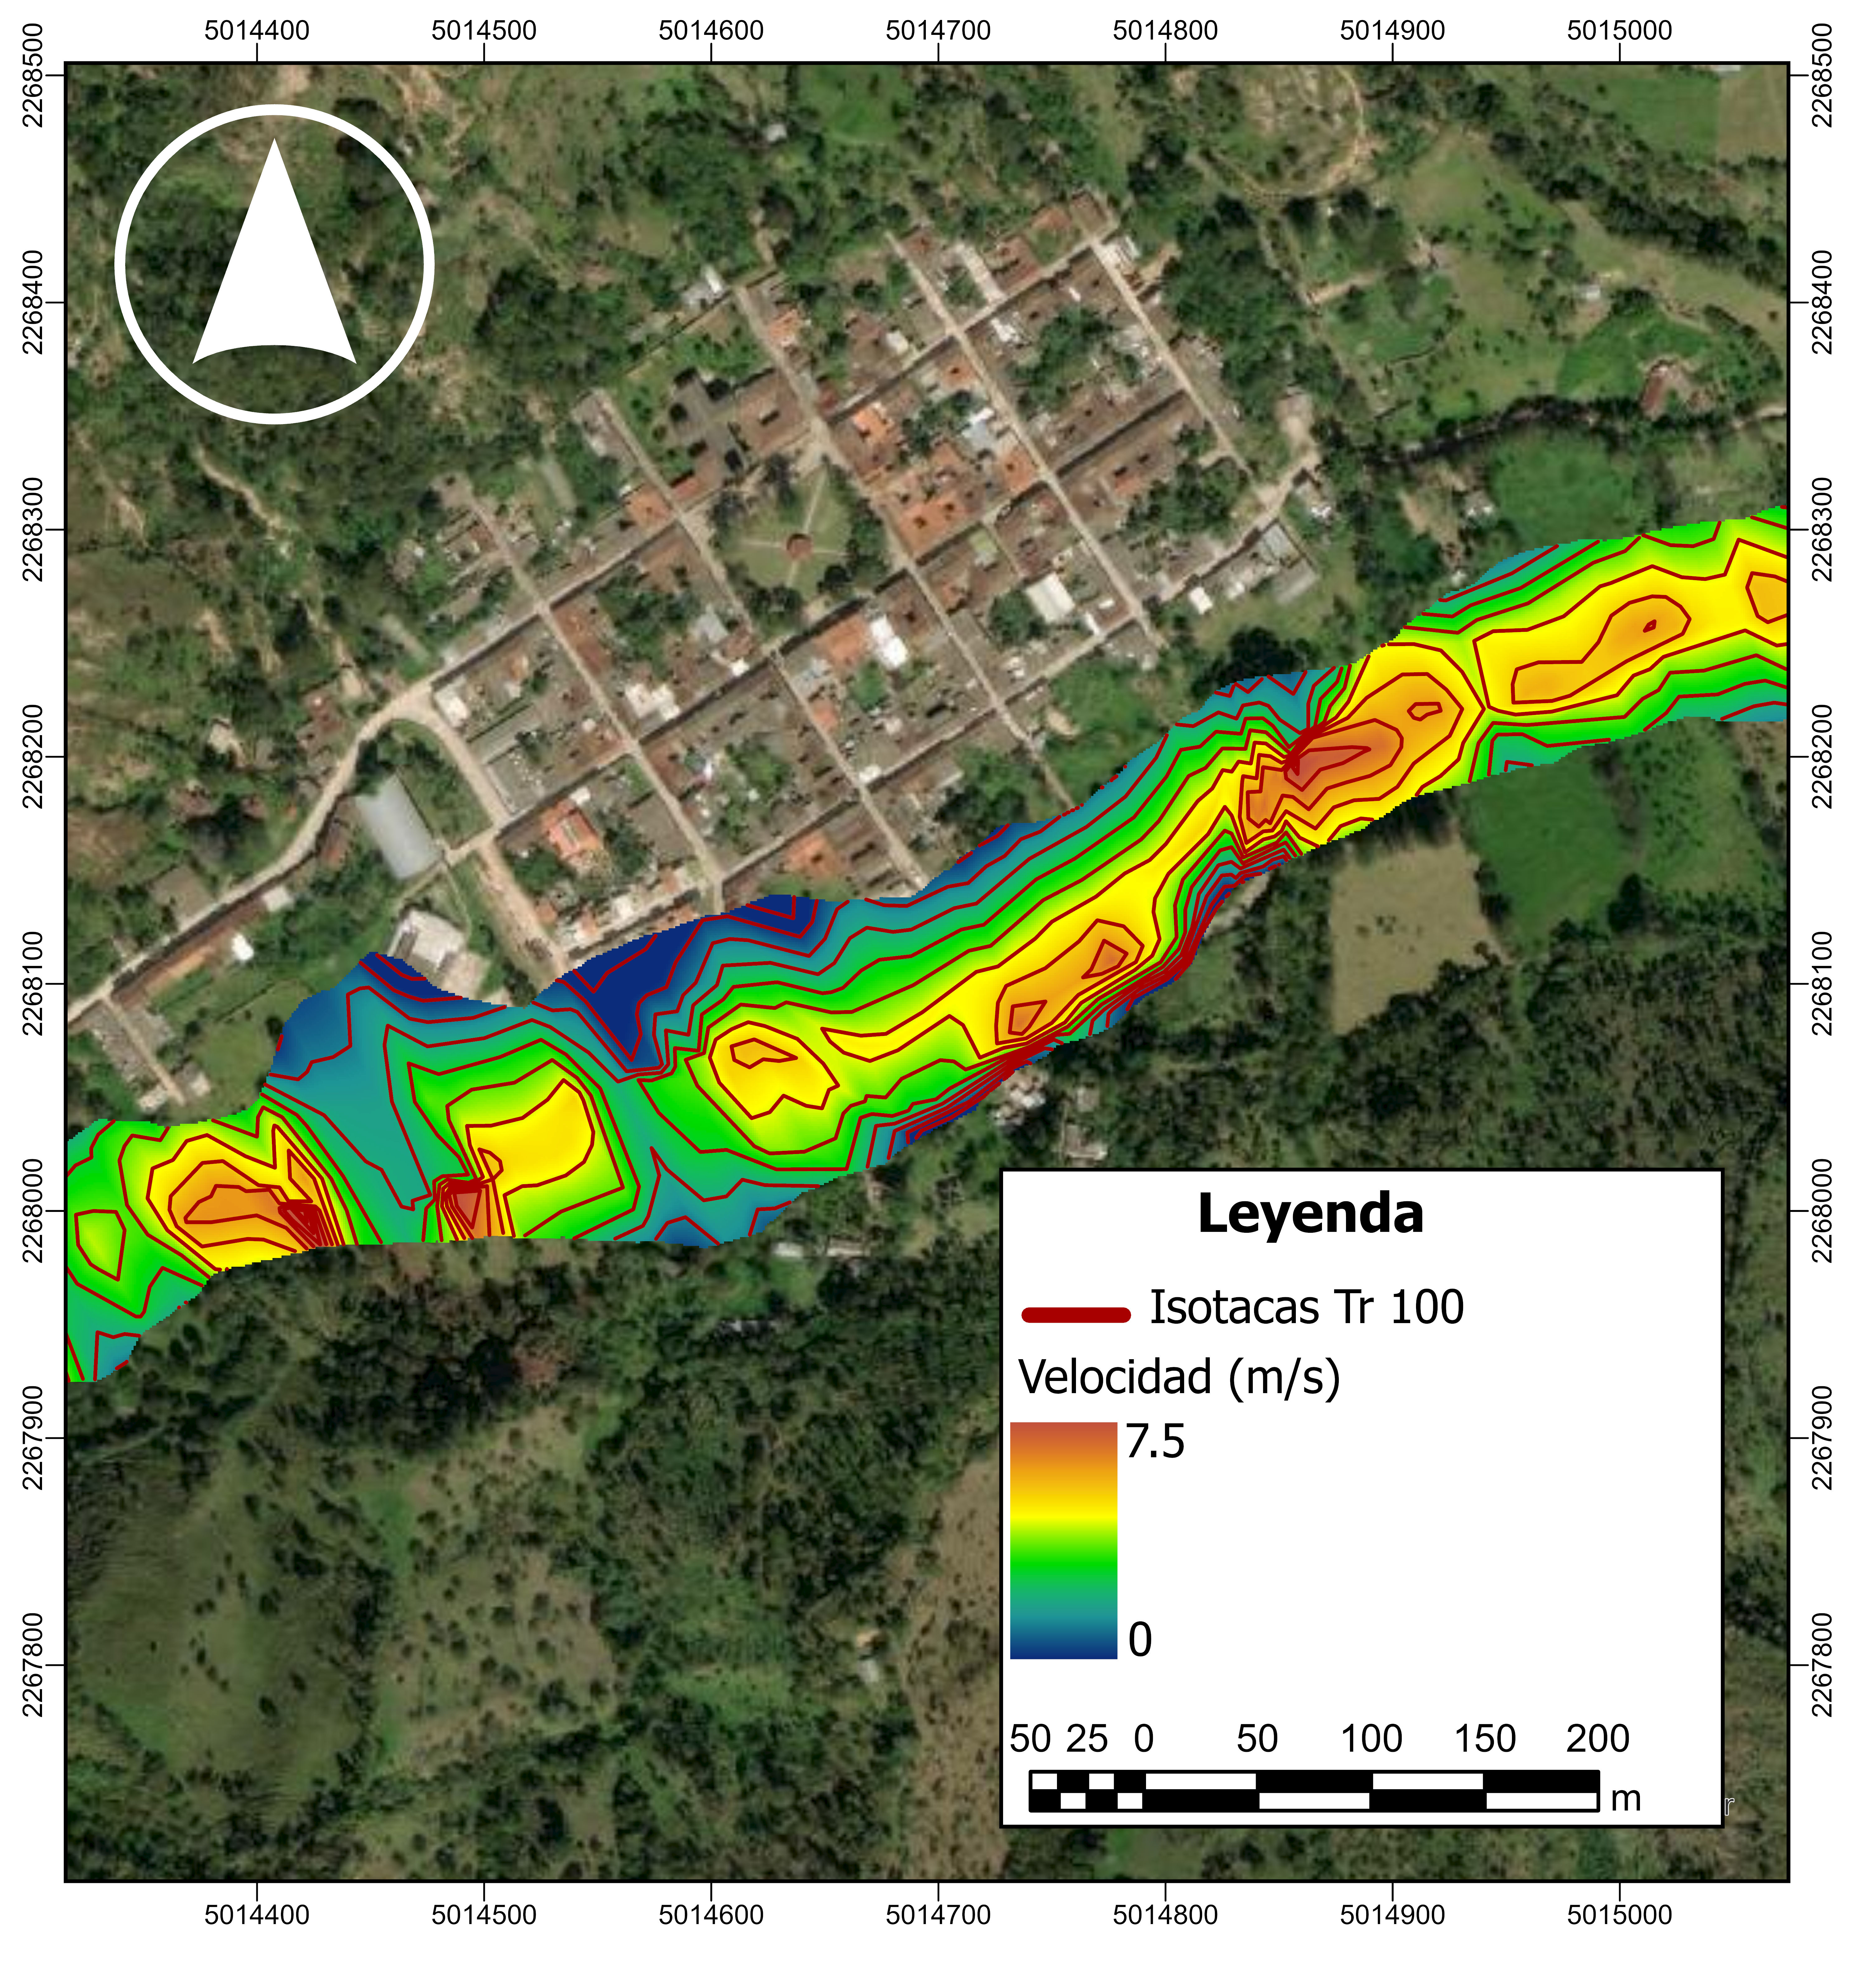 5014400 5014500 5014600 5014700 5014800 5014900 5015000
2268500 2268500
2268400 2268400
2268300 2268300
2268200 2268200
2268100 2268100
2268000 2268000
2267900 2267900
2267800 2267800
Leyenda
Isotacas Tr 100
Velocidad (m/s)
7.5
0
50 25 0 50 100 150 200
m
r
5014400 5014500 5014600 5014700 5014800 5014900 5015000